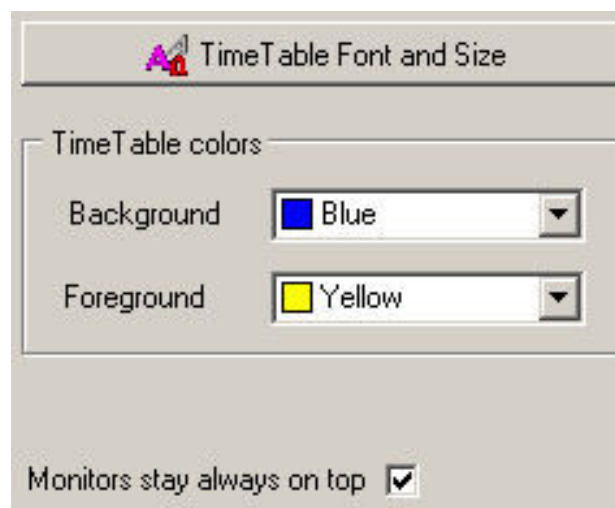 TimeTable Font and Size
TimeTable colors
Background Blue
Foreground Yellow
Monitors stay always on top